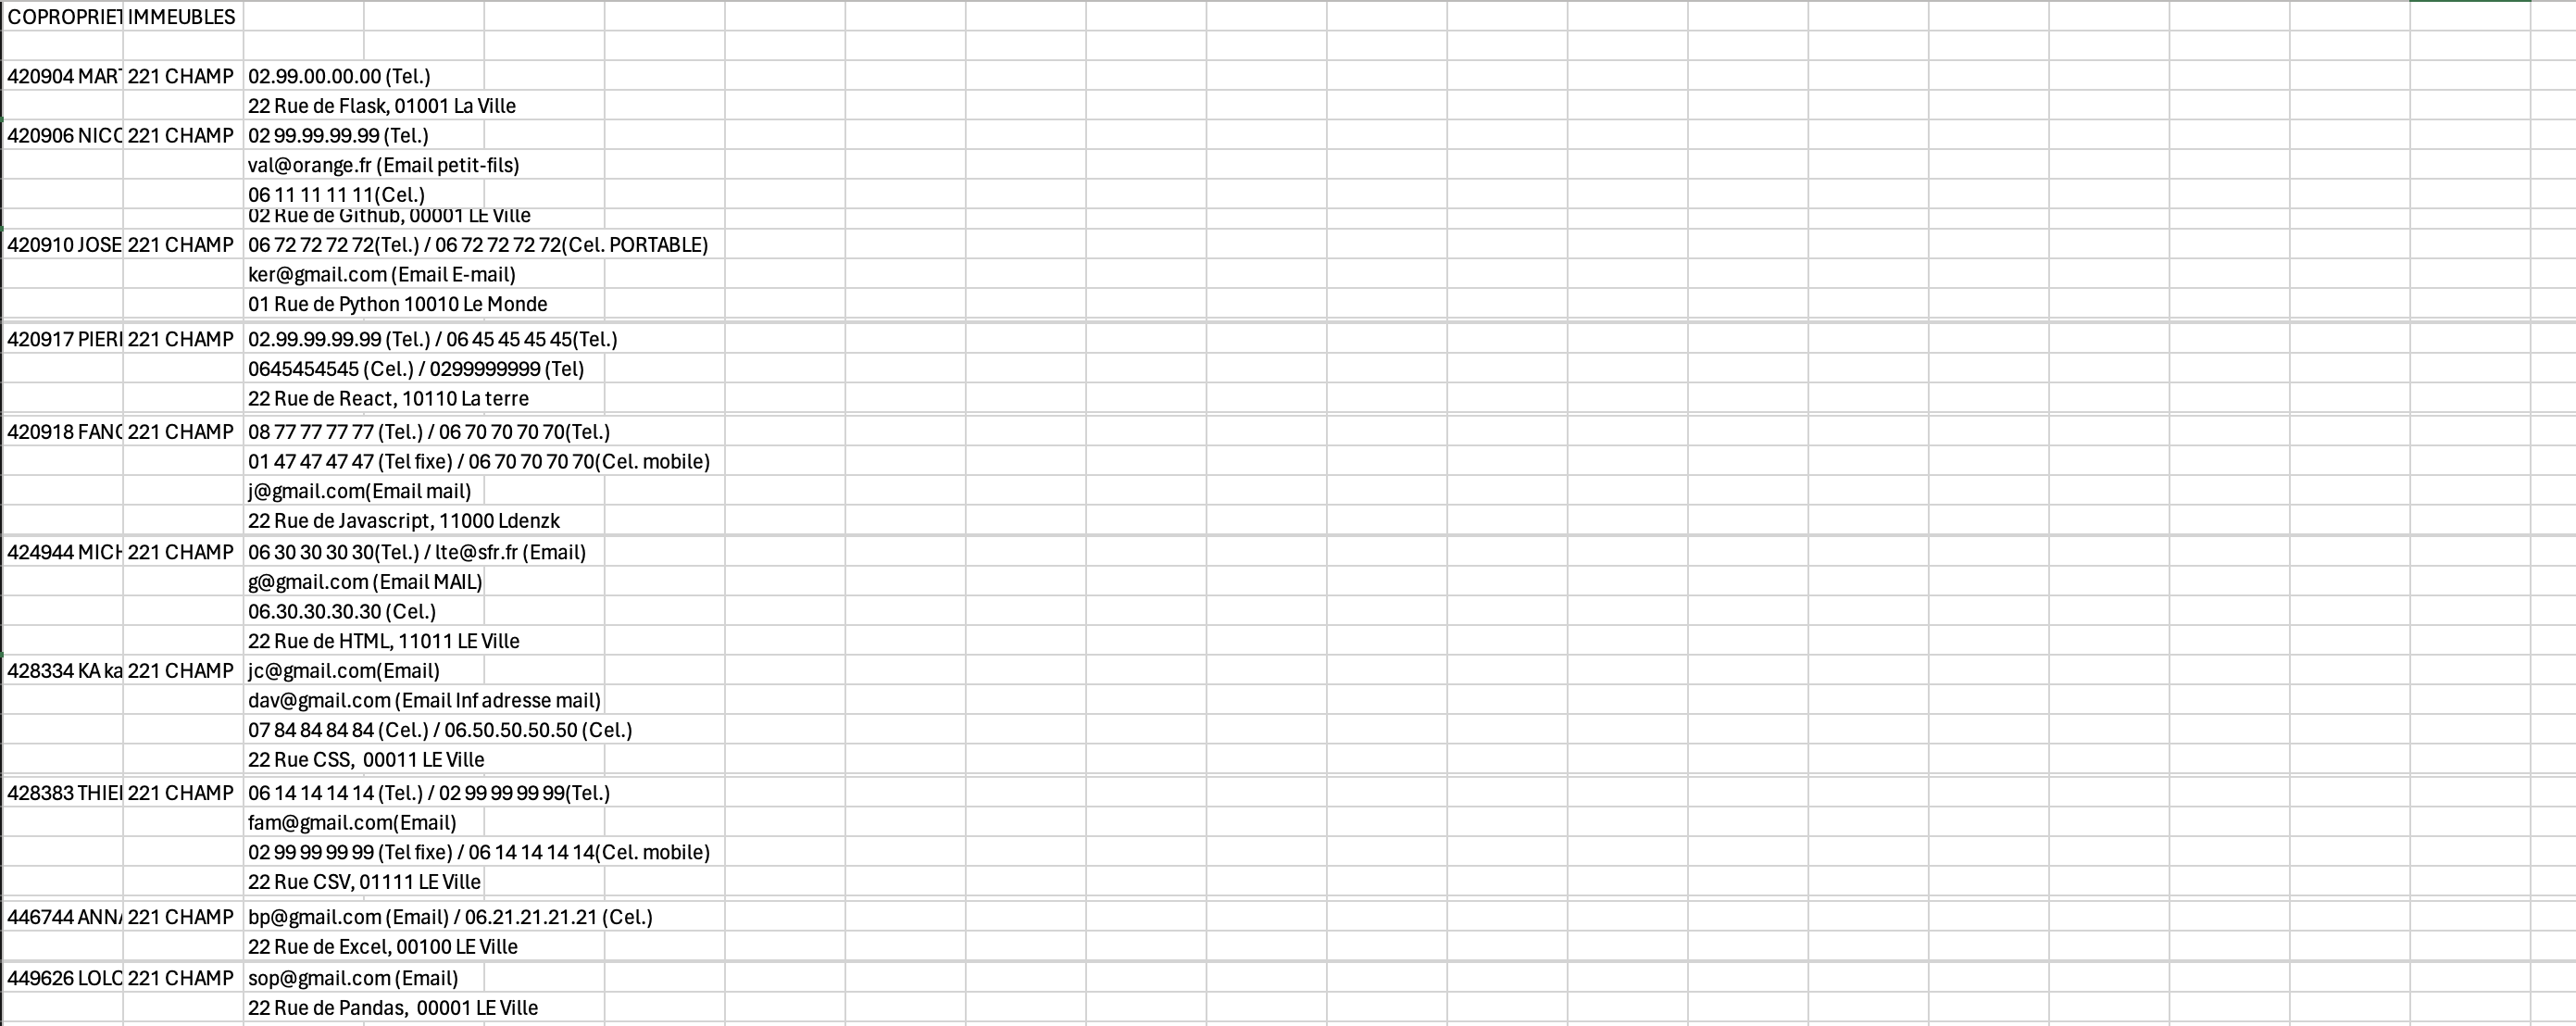 COPROPRIET IMMEUBLES
420904 MART 221 CHAMP 02.99.00.00.00 (Tel.)
22 Rue de Flask, 01001 La Ville
420906 NICO 221 CHAMP 02 99.99.99.99 (Tel.)
val@orange.fr (Email petit-fils)
06 11 11 11 11(Cel.)
02 Rue de Github, 00001 LE Ville
420910 JOSE 221 CHAMP 06 72 72 72 72(Tel.) / 06 72 72 72 72(Cel. PORTABLE)
ker@gmail.com (Email E-mail)
01 Rue de Python 10010 Le Monde
420917 PIERI 221 CHAMP 02.99.99.99.99 (Tel.) / 06 45 45 45 45(Tel.)
0645454545 (Cel.) / 0299999999 (Tel)
22 Rue de React, 10110 La terre
420918 FANC 221 CHAMP 08 77 77 77 77 (Tel.) / 06 70 70 70 70(Tel.)
01 47 47 47 47 (Tel fixe) / 06 70 70 70 70(Cel. mobile)
j@gmail.com(Email mail)
22 Rue de Javascript, 11000 Ldenzk
424944 MICH 221 CHAMP 06 30 30 30 30(Tel.) / lte@sfr.fr (Email)
g@gmail.com (Email MAIL)
06.30.30.30.30 (Cel.)
22 Rue de HTML, 11011 LE Ville
428334 KA ka 221 CHAMP jc@gmail.com(Email)
dav@gmail.com (Email Inf adresse mail)
07 84 84 84 84 (Cel.) / 06.50.50.50.50 (Cel.)
22 Rue CSS,  00011 LE Ville
428383 THIEI 221 CHAMP 06 14 14 14 14 (Tel.) / 02 99 99 99 99(Tel.)
fam@gmail.com(Email)
02 99 99 99 99 (Tel fixe) / 06 14 14 14 14(Cel. mobile)
22 Rue CSV, 01111 LE Ville
446744 ANNA 221 CHAMP bp@gmail.com (Email) / 06.21.21.21.21 (Cel.)
22 Rue de Excel, 00100 LE Ville
449626 LOLO 221 CHAMP sop@gmail.com (Email)
22 Rue de Pandas,  00001 LE Ville